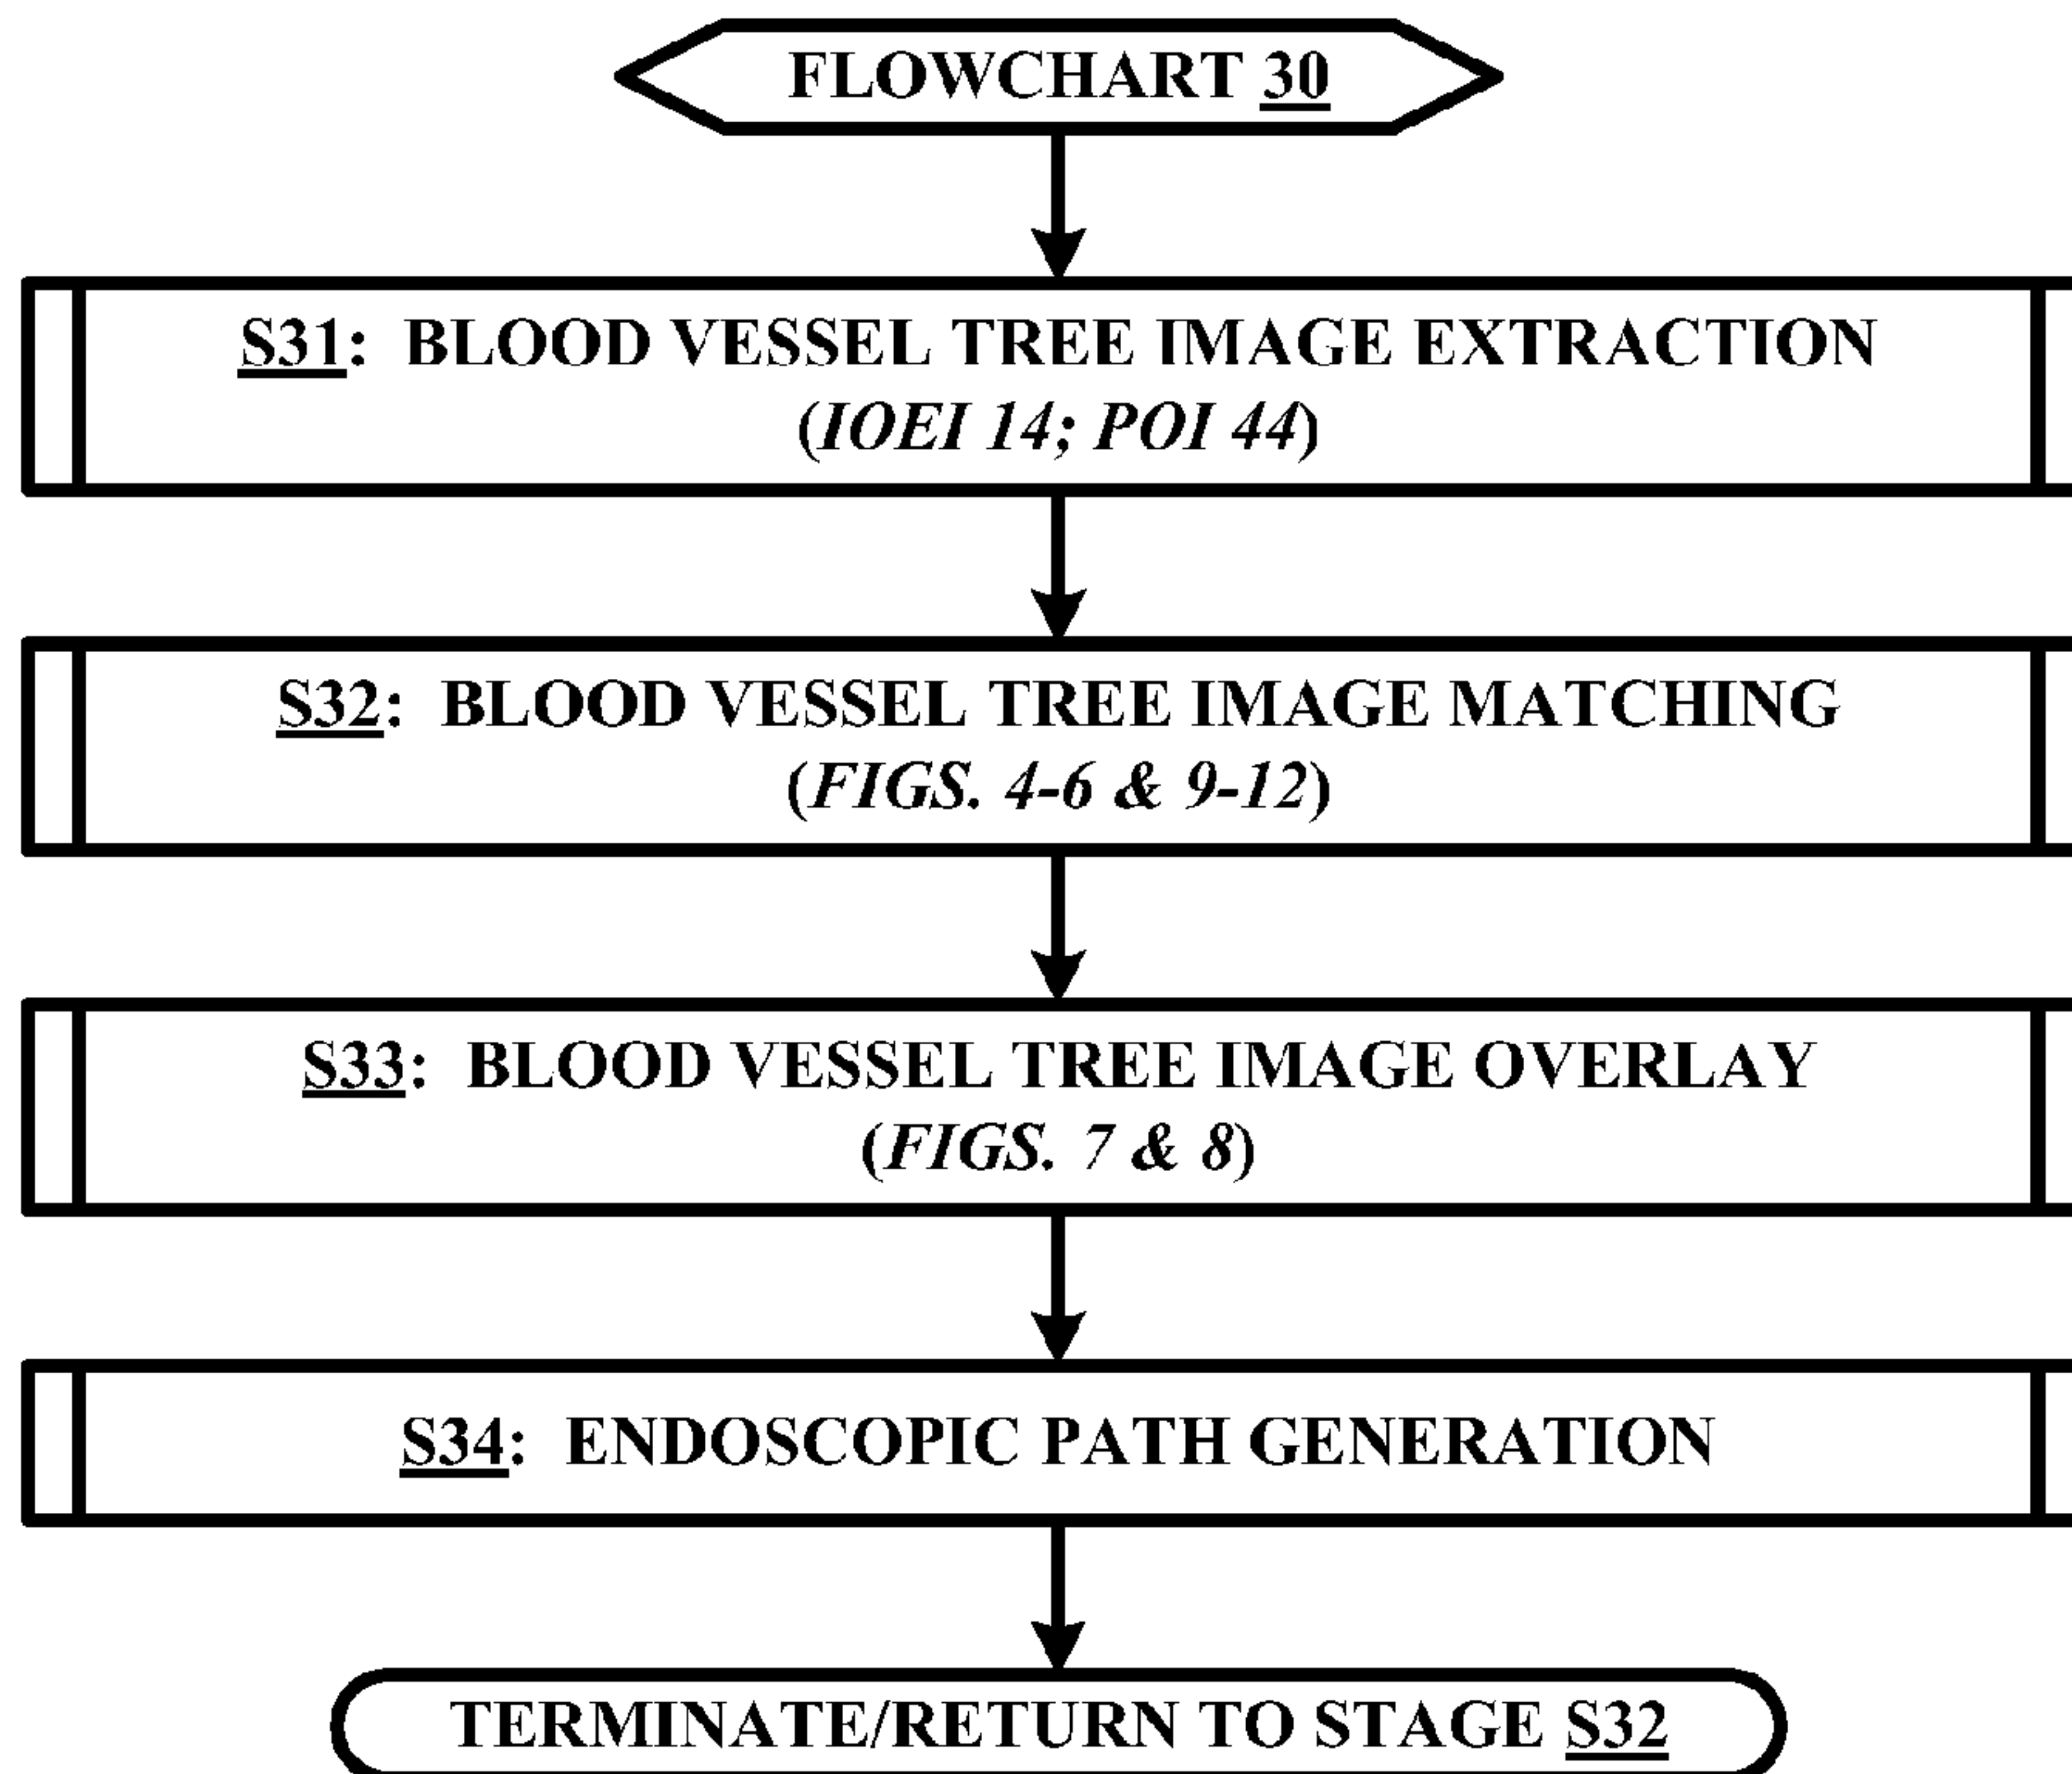 FLOWCHART 30
S31: BLOOD VESSEL TREE IMAGE EXTRACTION
(IOEI 14; POI 44)
S32: BLOOD VESSEL TREE IMAGE MATCHING
(FIGS. 4-6 & 9-12)
S33: BLOOD VESSEL TREE IMAGE OVERLAY
(FIGS. 7 & 8)
S34: ENDOSCOPIC PATH GENERATION
TERMINATE/RETURN TO STAGE S32